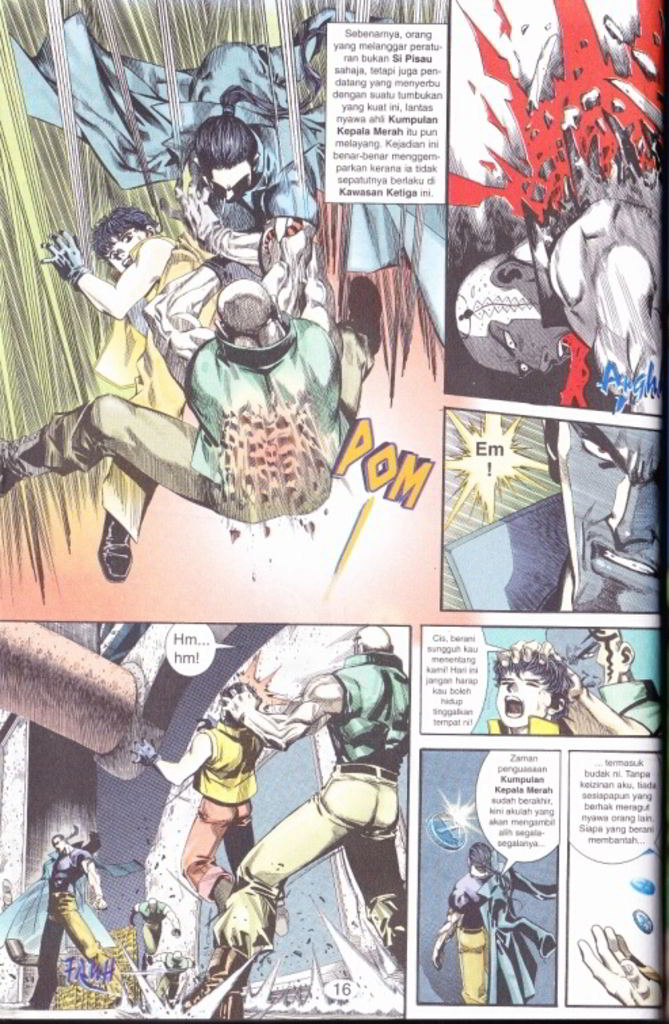 Sebenarnya, orang
yang melanggar peratu-
ran bukan Si Pisau
sahaja, tetapi juga pen-
datang yang menyerbu
dengan suatu tumbukan
yang kuat ini, lantas
nyawa ahli Kumpulan
Kepala Merah itu pun
melayang. Kejadian ini
benar-benar menggem-
parkan kerana ia tidak
sepatutnya berlaku di
Kawasan Ketiga ini.
Arrghh
POM
Em
!
Hm...
hm!
Cis, berani
sungguh kau
menentang
kami! Hari ini
jangan harap
kau boleh
hidup
tinggalkan
tempat ni!
Zaman
penguasaan
Kumpulan
Kepala Merah
sudah berakhir,
kini akulah yang
akan mengambil
alih segala-
segalanya...
... termasuk
budak ni. Tanpa
keizinan aku, tiada
sesiapapun yang
berhak meragut
nyawa orang lain.
Siapa yang berani
membantah...
16